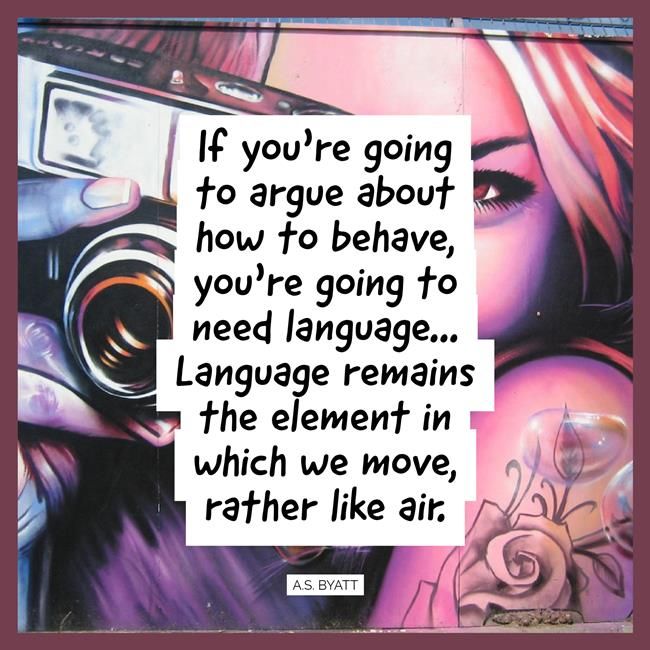 If you're going
to argue about
how to behave,
you're going to
need language...
Language remains
the element in
which we move,
rather like air.
A.S. BYATT